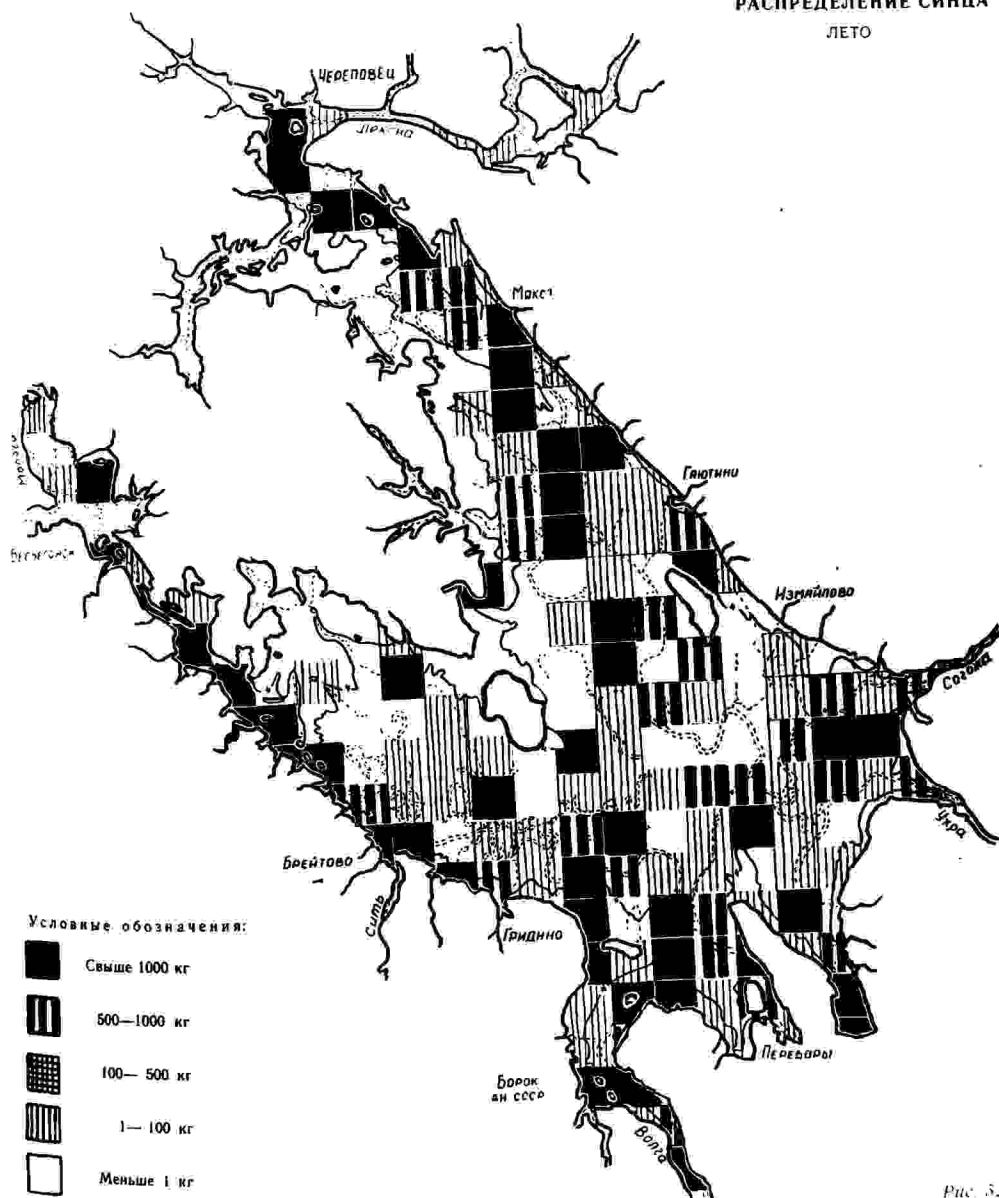 РАСПРЕДЕЛЕНИЕ СИНЦА
ЛЕТО
ЧЕРЕПОВЕЦ
Мякса
Гаютино
Измайлово
Согожа
Ухра
Брейтово
Сить
Гридино
Переборы
Борок
ан ссср
Волга
Условные обозначения:
Свыше 1000 кг
500—1000 кг
100— 500 кг
1— 100 кг
Меньше 1 кг